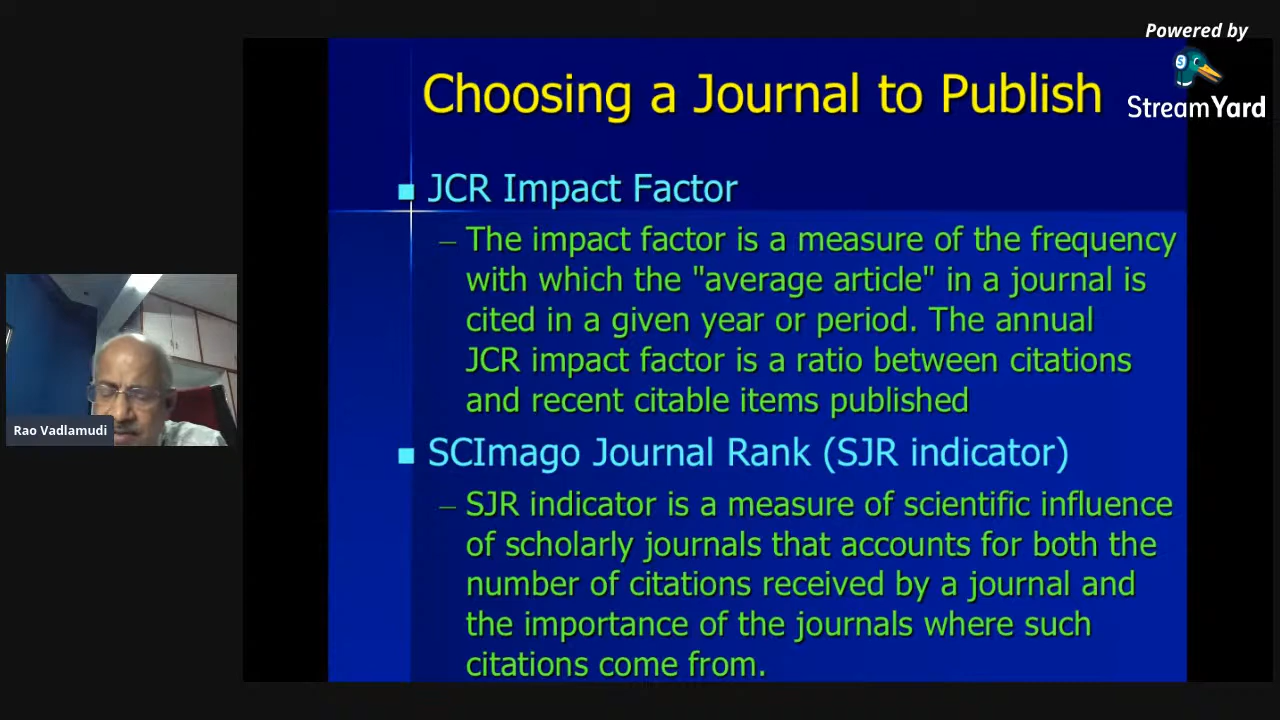 Powered by
StreamYard
Choosing a Journal to Publish
JCR Impact Factor
– The impact factor is a measure of the frequency
with which the "average article" in a journal is
cited in a given year or period. The annual
JCR impact factor is a ratio between citations
and recent citable items published
SCImago Journal Rank (SJR indicator)
– SJR indicator is a measure of scientific influence
of scholarly journals that accounts for both the
number of citations received by a journal and
the importance of the journals where such
citations come from.
Rao Vadlamudi